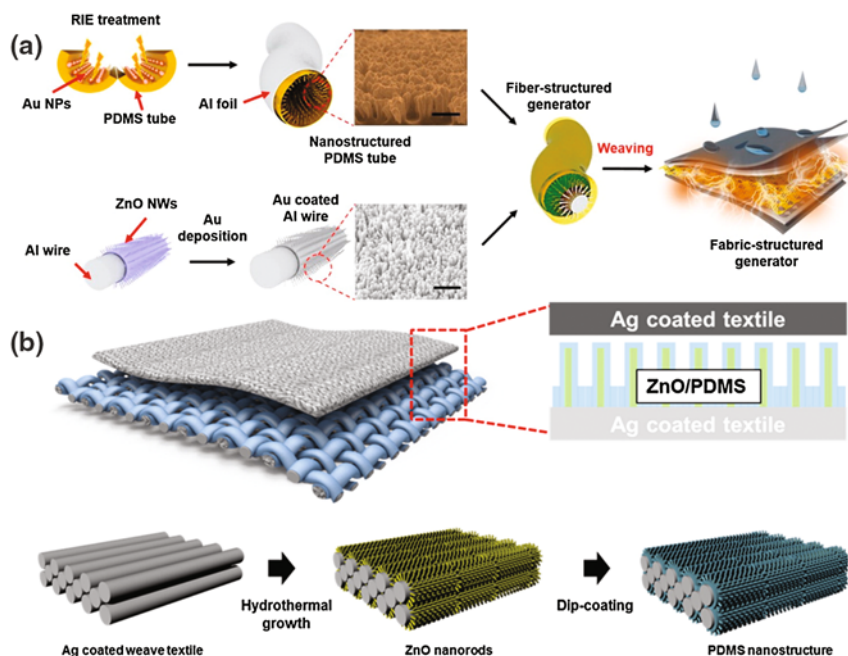 (a)
RIE treatment
Au NPs
PDMS tube
Al foil
Nanostructured
PDMS tube
Fiber-structured
generator
Weaving
Fabric-structured
generator
ZnO NWs
Al wire
Au
deposition
Au coated
Al wire
(b)
Ag coated textile
ZnO/PDMS
Ag coated textile
Ag coated weave textile
Hydrothermal
growth
ZnO nanorods
Dip-coating
PDMS nanostructure